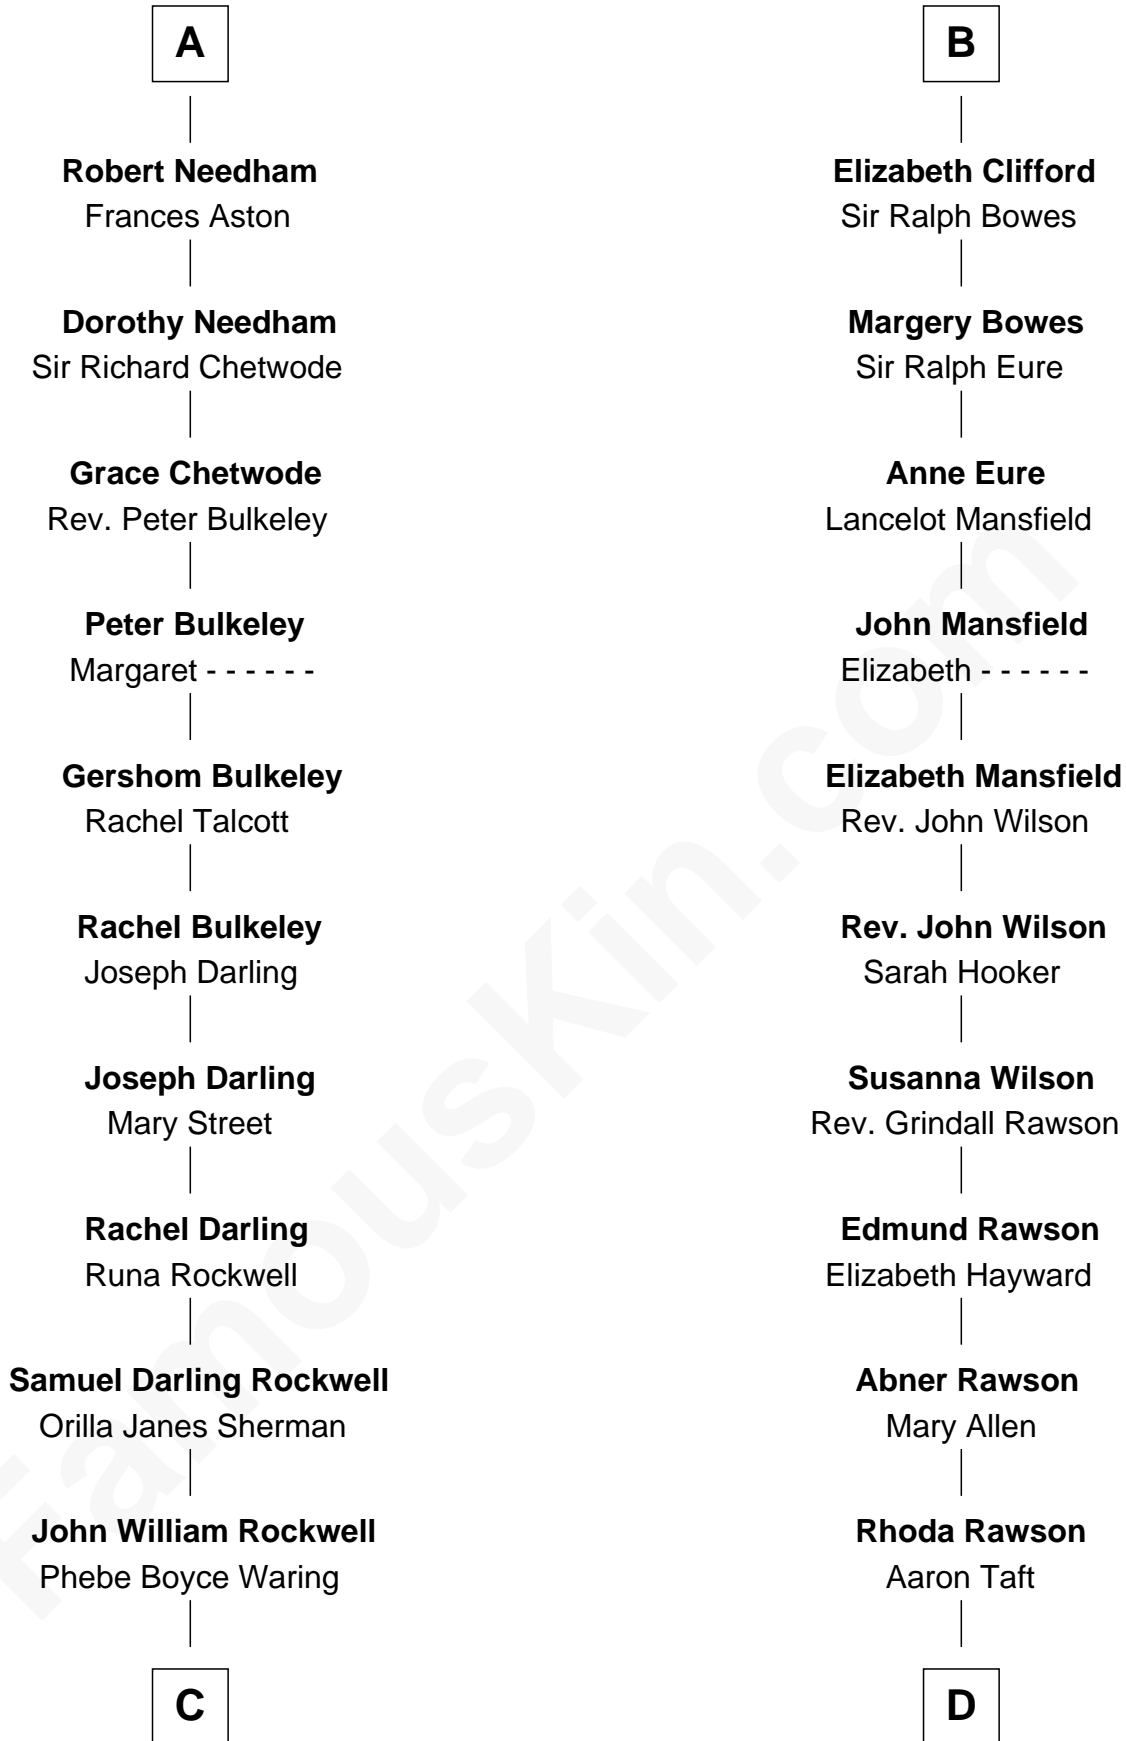 A
Robert Needham
Frances Aston
Dorothy Needham
Sir Richard Chetwode
Grace Chetwode
Rev. Peter Bulkeley
Peter Bulkeley
Margaret - - - - - -
Gershom Bulkeley
Rachel Talcott
Rachel Bulkeley
Joseph Darling
Joseph Darling
Mary Street
Rachel Darling
Runa Rockwell
Samuel Darling Rockwell
Orilla Janes Sherman
John William Rockwell
Phebe Boyce Waring
C
B
Elizabeth Clifford
Sir Ralph Bowes
Margery Bowes
Sir Ralph Eure
Anne Eure
Lancelot Mansfield
John Mansfield
Elizabeth - - - - - -
Elizabeth Mansfield
Rev. John Wilson
Rev. John Wilson
Sarah Hooker
Susanna Wilson
Rev. Grindall Rawson
Edmund Rawson
Elizabeth Hayward
Abner Rawson
Mary Allen
Rhoda Rawson
Aaron Taft
D
FamousKin.com